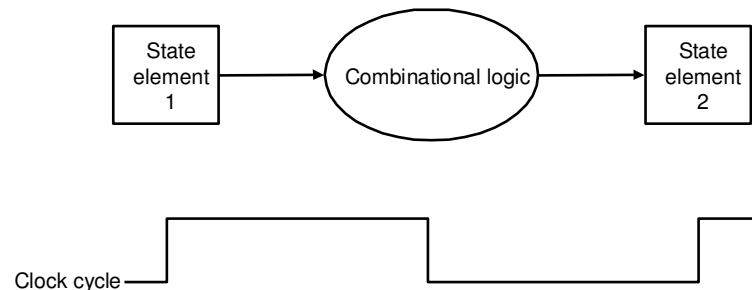 State
element
1
Combinational logic
State
element
2
Clock cycle